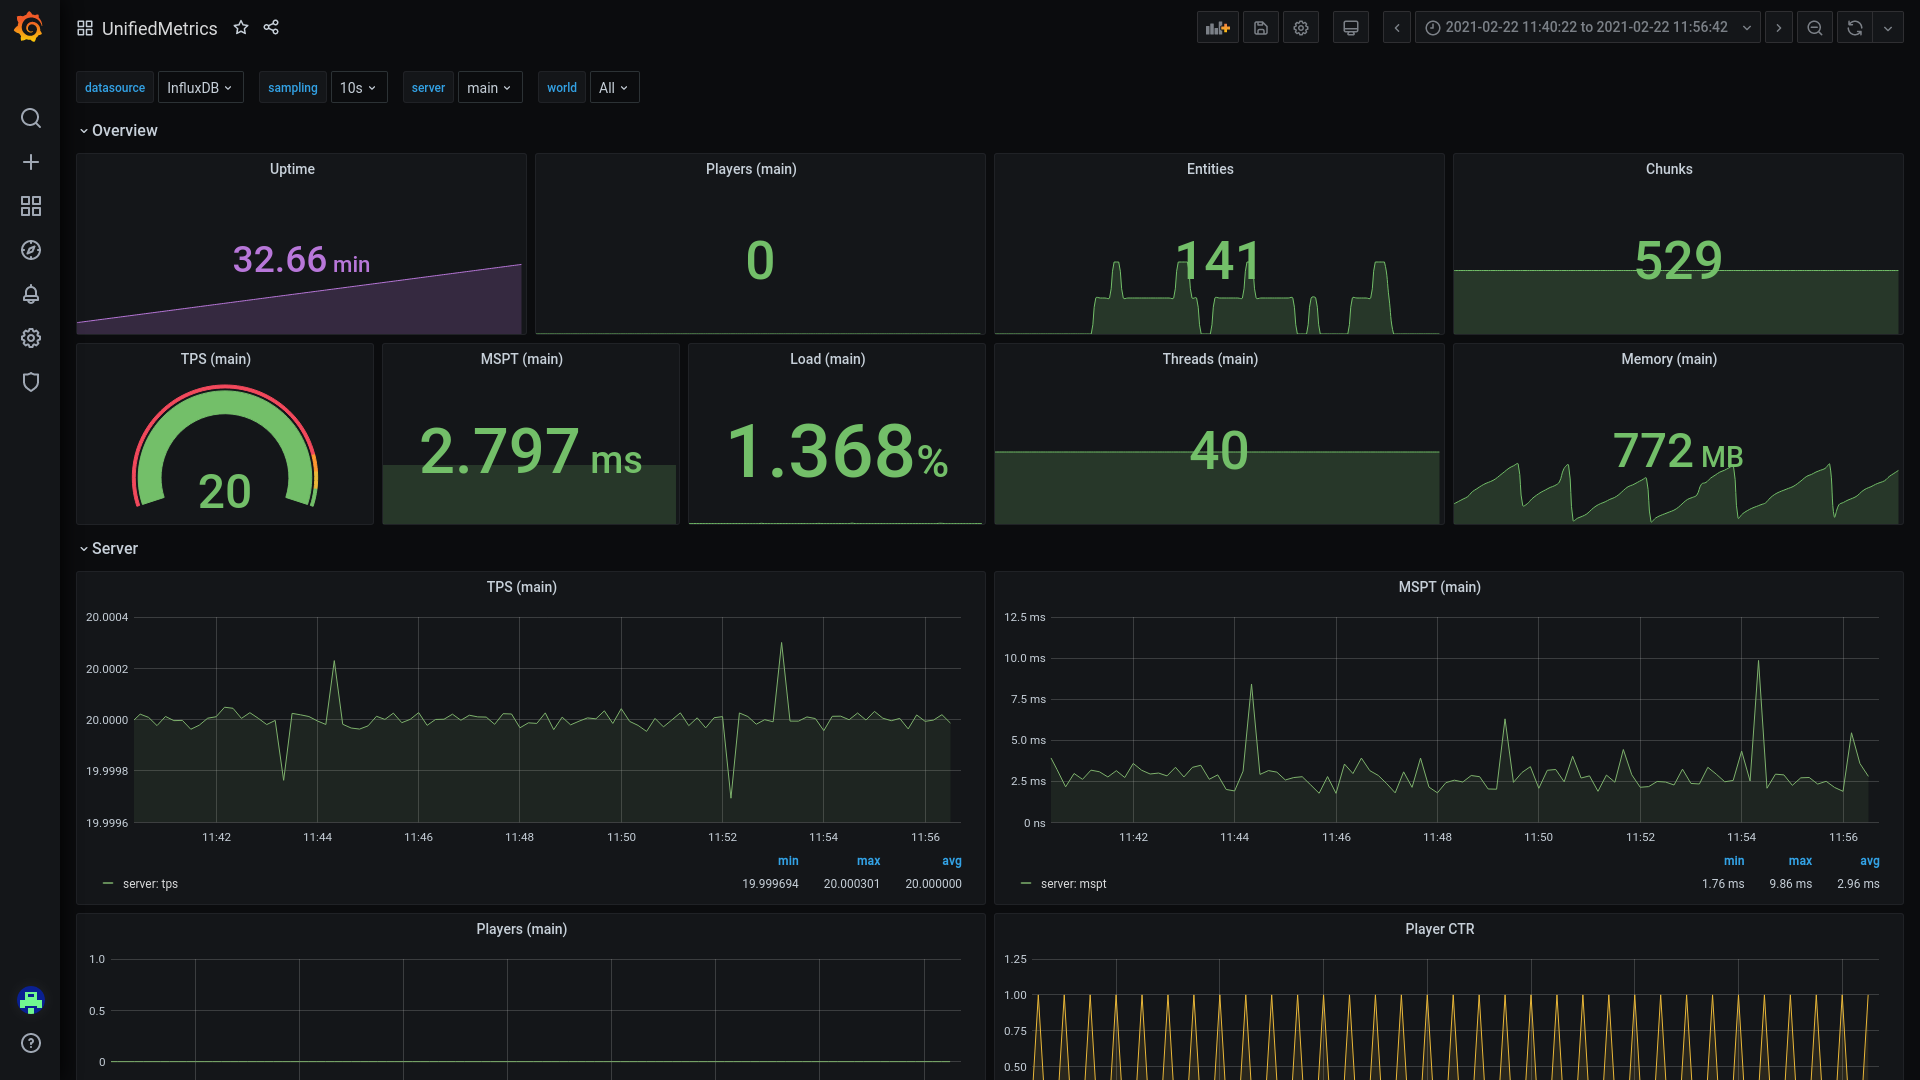 UnifiedMetrics
2021-02-22 11:40:22 to 2021-02-22 11:56:42
datasource InfluxDB sampling 10s server main world All
Overview
Uptime
32.66 min
Players (main)
0
Entities
141
Chunks
529
TPS (main)
20
MSPT (main)
2.797 ms
Load (main)
1.368%
Threads (main)
40
Memory (main)
772 MB
Server
TPS (main)
20.0004
20.0002
20.0000
19.9998
19.9996
11:42 11:44 11:46 11:48 11:50 11:52 11:54 11:56
min max avg
server: tps 19.999694 20.000301 20.000000
MSPT (main)
12.5 ms
10.0 ms
7.5 ms
5.0 ms
2.5 ms
0 ns
11:42 11:44 11:46 11:48 11:50 11:52 11:54 11:56
min max avg
server: mspt 1.76 ms 9.86 ms 2.96 ms
Players (main)
1.0
0.5
0
Player CTR
1.25
1.00
0.75
0.50